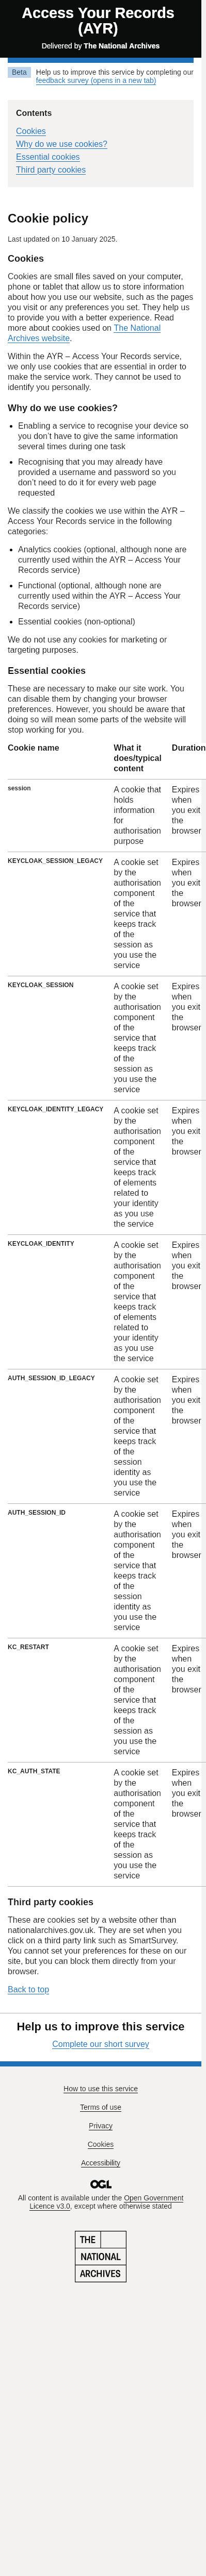 Access Your Records
(AYR)
Delivered by The National Archives
Beta
Help us to improve this service by completing our
feedback survey (opens in a new tab)
Contents
Cookies
Why do we use cookies?
Essential cookies
Third party cookies
Cookie policy
Last updated on 10 January 2025.
Cookies
Cookies are small files saved on your computer,
phone or tablet that allow us to store information
about how you use our website, such as the pages
you visit or any preferences you set. They help us
to provide you with a better experience. Read
more about cookies used on The National
Archives website.
Within the AYR – Access Your Records service,
we only use cookies that are essential in order to
make the service work. They cannot be used to
identify you personally.
Why do we use cookies?
• Enabling a service to recognise your device so
you don't have to give the same information
several times during one task
• Recognising that you may already have
provided a username and password so you
don't need to do it for every web page
requested
We classify the cookies we use within the AYR –
Access Your Records service in the following
categories:
• Analytics cookies (optional, although none are
currently used within the AYR – Access Your
Records service)
• Functional (optional, although none are
currently used within the AYR – Access Your
Records service)
• Essential cookies (non-optional)
We do not use any cookies for marketing or
targeting purposes.
Essential cookies
These are necessary to make our site work. You
can disable them by changing your browser
preferences. However, you should be aware that
doing so will mean some parts of the website will
stop working for you.
Cookie name What it Duration
does/typical
content
session A cookie that Expires
holds when
information you exit
for the
authorisation browser
purpose
KEYCLOAK_SESSION_LEGACY A cookie set Expires
by the when
authorisation you exit
component the
of the browser
service that
keeps track
of the
session as
you use the
service
KEYCLOAK_SESSION A cookie set Expires
by the when
authorisation you exit
component the
of the browser
service that
keeps track
of the
session as
you use the
service
KEYCLOAK_IDENTITY_LEGACY A cookie set Expires
by the when
authorisation you exit
component the
of the browser
service that
keeps track
of elements
related to
your identity
as you use
the service
KEYCLOAK_IDENTITY A cookie set Expires
by the when
authorisation you exit
component the
of the browser
service that
keeps track
of elements
related to
your identity
as you use
the service
AUTH_SESSION_ID_LEGACY A cookie set Expires
by the when
authorisation you exit
component the
of the browser
service that
keeps track
of the
session
identity as
you use the
service
AUTH_SESSION_ID A cookie set Expires
by the when
authorisation you exit
component the
of the browser
service that
keeps track
of the
session
identity as
you use the
service
KC_RESTART A cookie set Expires
by the when
authorisation you exit
component the
of the browser
service that
keeps track
of the
session as
you use the
service
KC_AUTH_STATE A cookie set Expires
by the when
authorisation you exit
component the
of the browser
service that
keeps track
of the
session as
you use the
service
Third party cookies
These are cookies set by a website other than
nationalarchives.gov.uk. They are set when you
click on a third party link such as SmartSurvey.
You cannot set your preferences for these on our
site, but you can block them directly from your
browser.
Back to top
Help us to improve this service
Complete our short survey
How to use this service
Terms of use
Privacy
Cookies
Accessibility
OGL
All content is available under the Open Government
Licence v3.0, except where otherwise stated
THE
NATIONAL
ARCHIVES